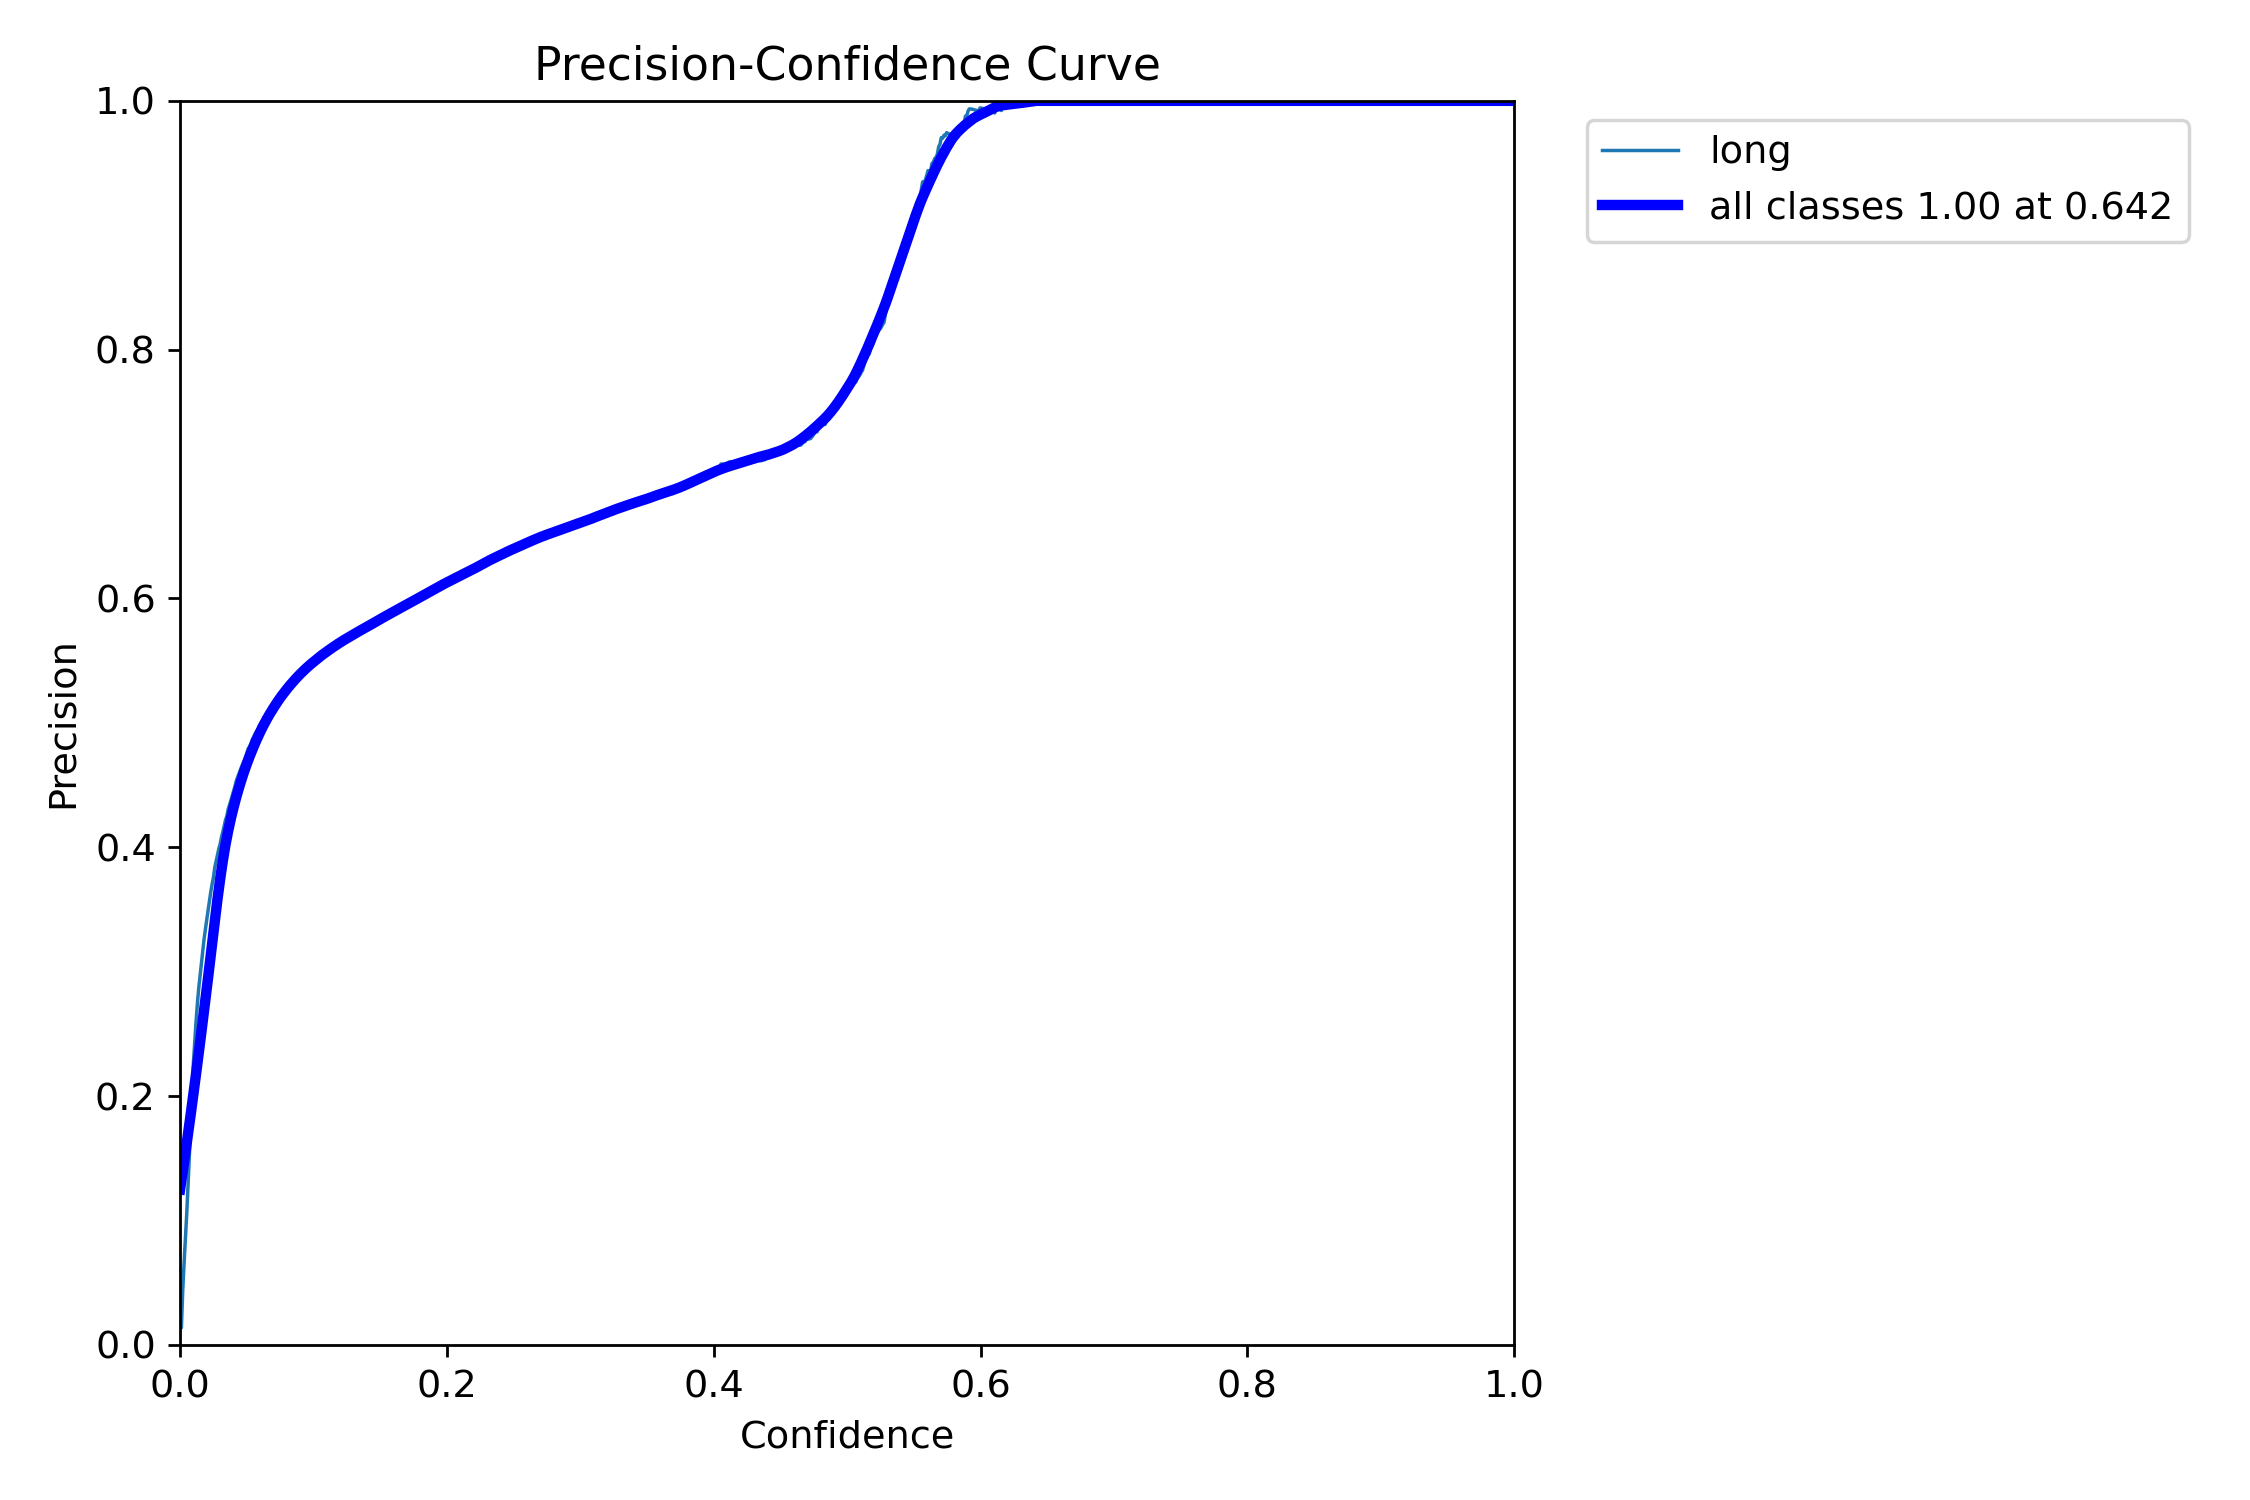 Precision-Confidence Curve
long
all classes 1.00 at 0.642
Precision
1.0
0.8
0.6
0.4
0.2
0.0
0.0 0.2 0.4 0.6 0.8 1.0
Confidence